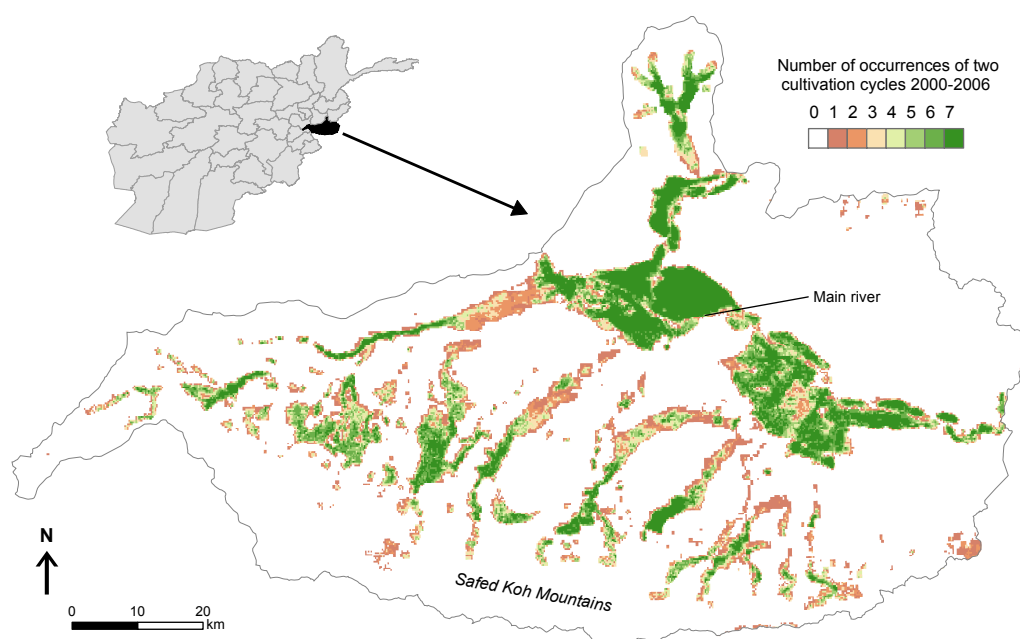 Number of occurrences of two
cultivation cycles 2000-2006
0 1 2 3 4 5 6 7
Main river
Safed Koh Mountains
N
0 10 20
km